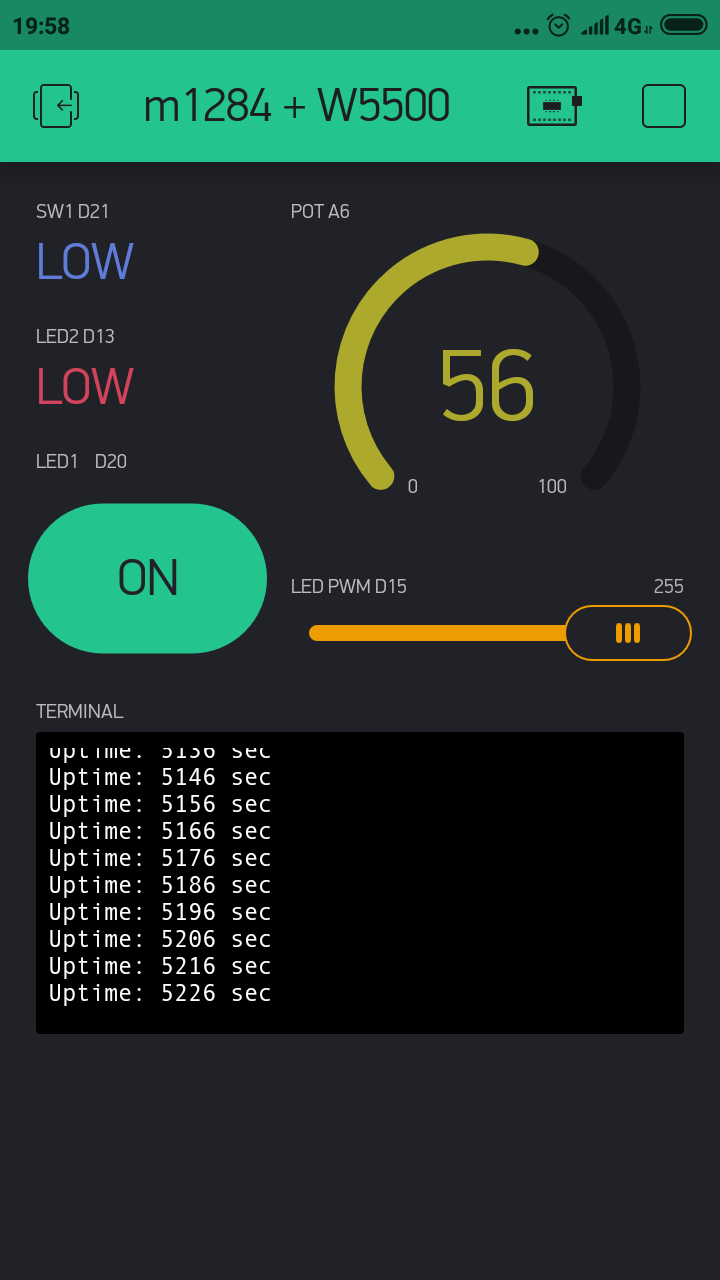 19:58
4G
m1284 + W5500
SW1 D21
LOW
POT A6
56
0
100
LED2 D13
LOW
LED1 D20
ON
LED PWM D15
255
TERMINAL
Uptime: 5136 sec
Uptime: 5146 sec
Uptime: 5156 sec
Uptime: 5166 sec
Uptime: 5176 sec
Uptime: 5186 sec
Uptime: 5196 sec
Uptime: 5206 sec
Uptime: 5216 sec
Uptime: 5226 sec